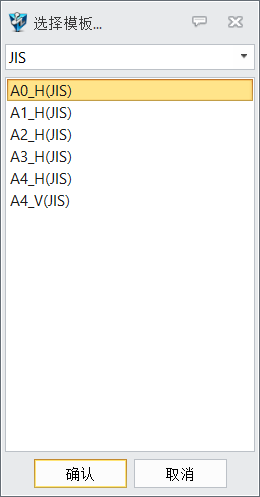 选择模板...
JIS
A0_H(JIS)
A1_H(JIS)
A2_H(JIS)
A3_H(JIS)
A4_H(JIS)
A4_V(JIS)
确认
取消